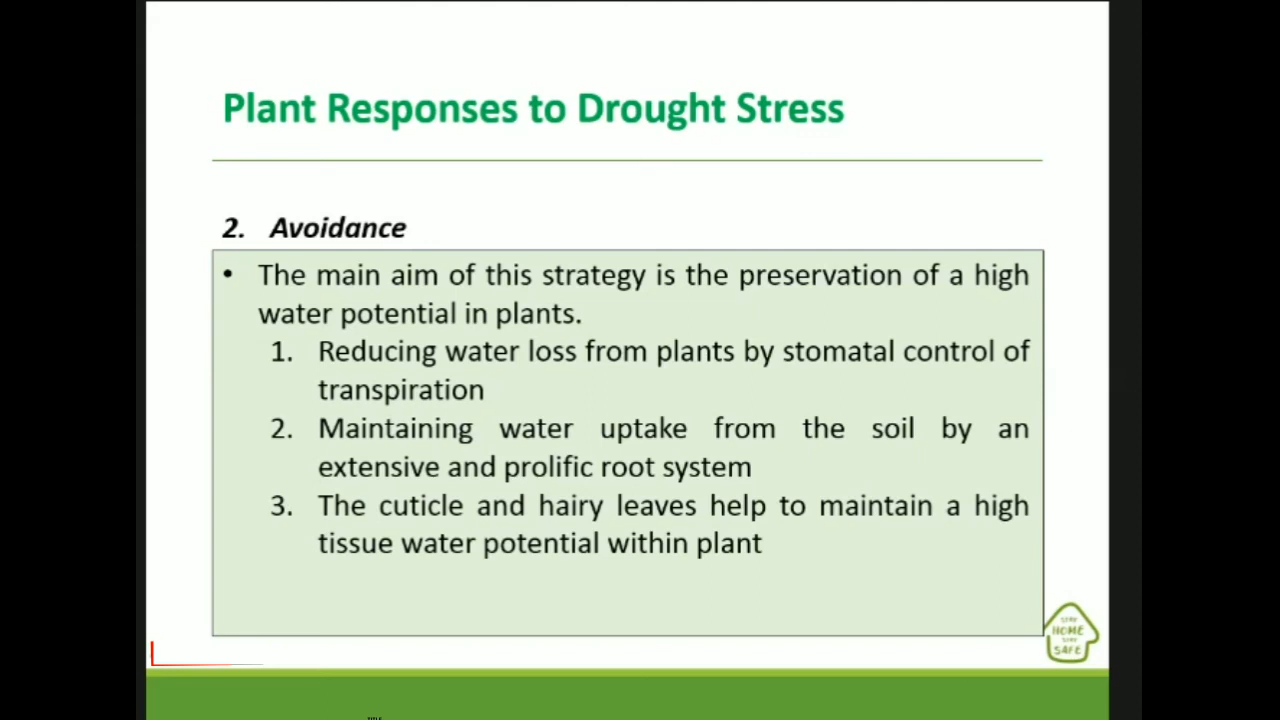 Plant Responses to Drought Stress
2. Avoidance
• The main aim of this strategy is the preservation of a high
water potential in plants.
1. Reducing water loss from plants by stomatal control of
transpiration
2. Maintaining water uptake from the soil by an
extensive and prolific root system
3. The cuticle and hairy leaves help to maintain a high
tissue water potential within plant
STAY
HOME
STAY
SAFE